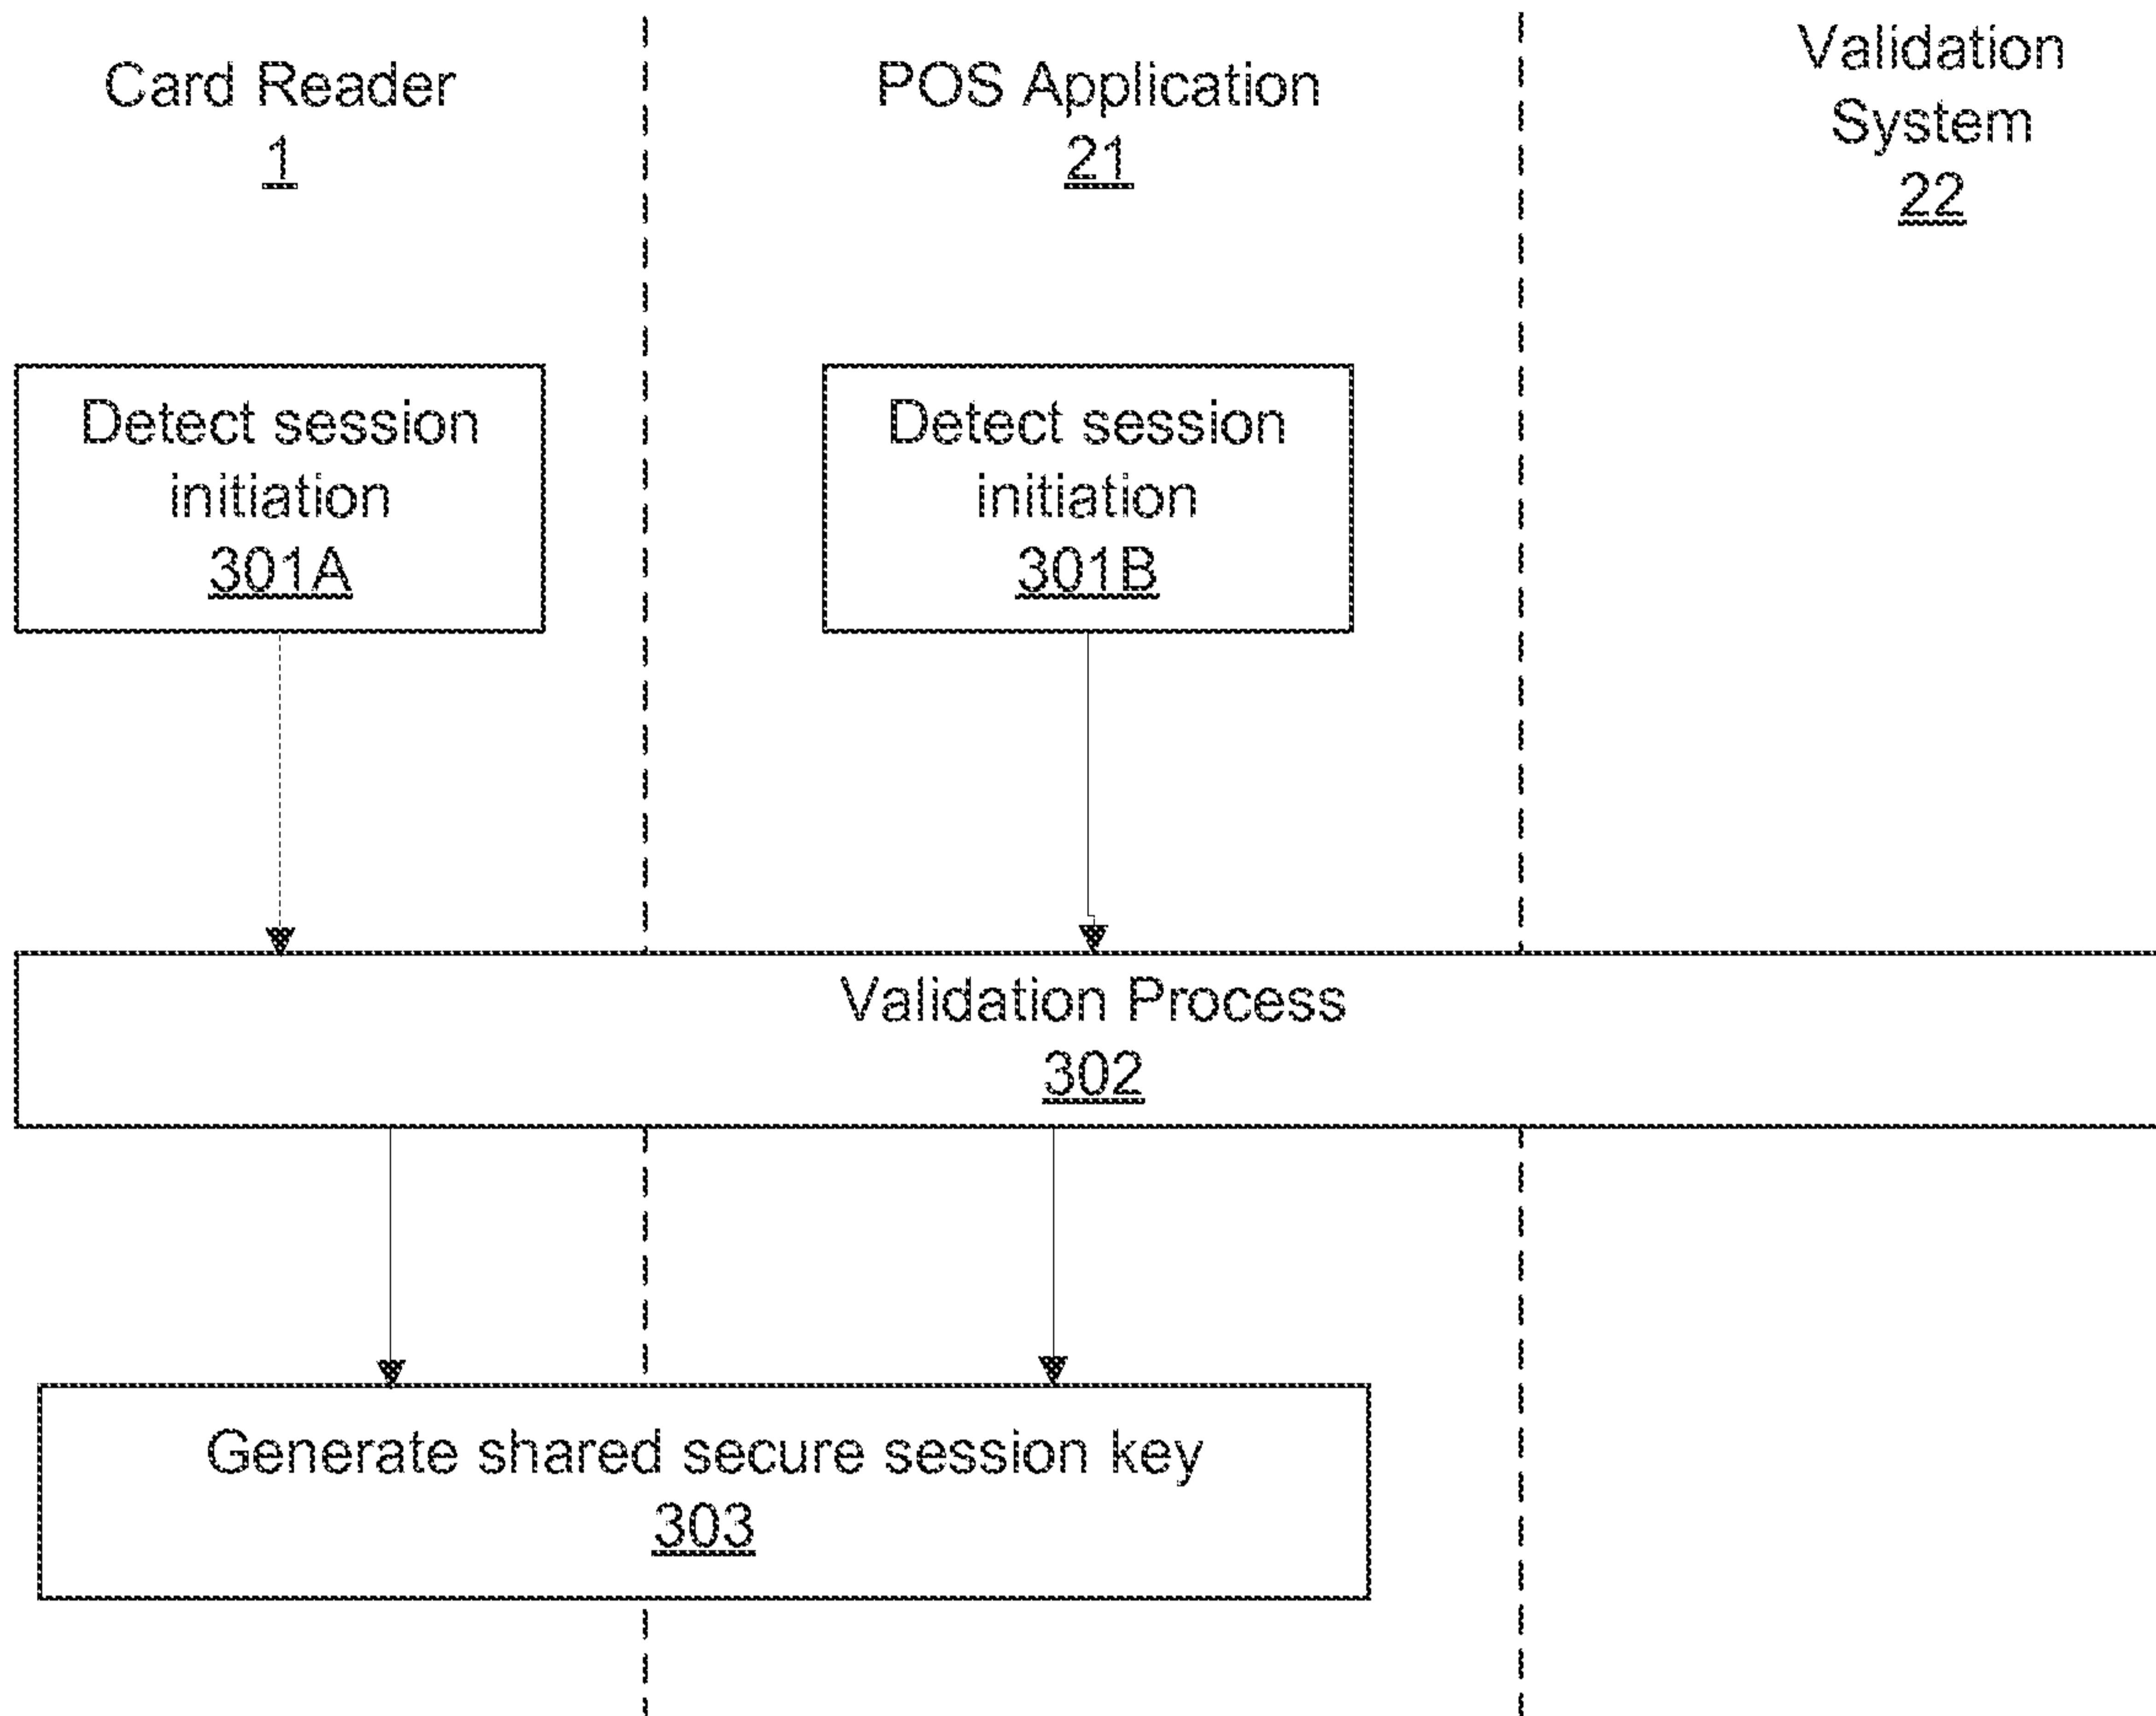 Card Reader
1
POS Application
21
Validation
System
22
Detect session
initiation
301A
Detect session
initiation
301B
Validation Process
302
Generate shared secure session key
303